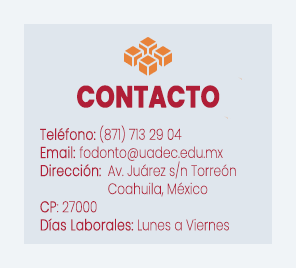 CONTACTO
Teléfono: (871) 713 29 04
Email: fodonto@uadec.edu.mx
Dirección: Av. Juárez s/n Torreón
Coahuila, México
CP: 27000
Días Laborales: Lunes a Viernes